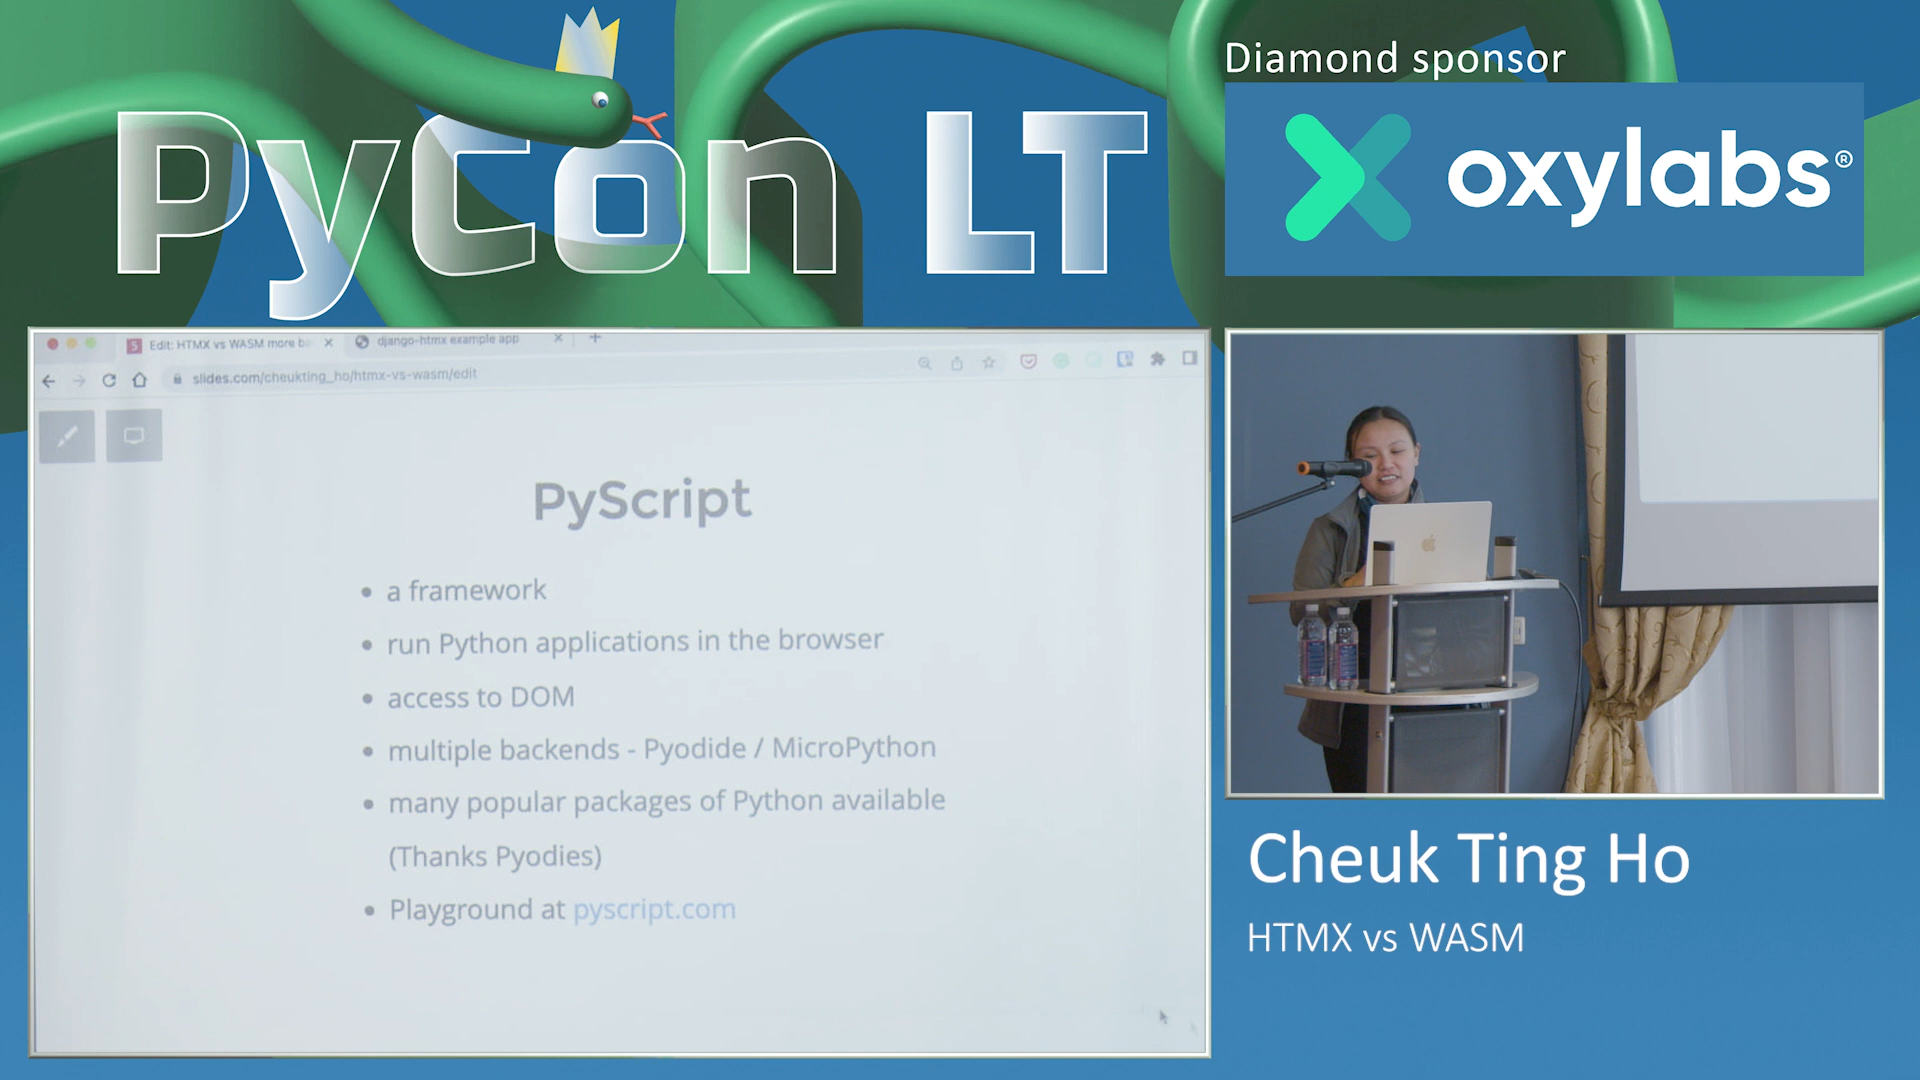 PyCon LT
Diamond sponsor
oxylabs®
Edit: HTMX vs WASM more ba
django-htmx example app
slides.com/cheukting_ho/htmx-vs-wasm/edit
PyScript
• a framework
• run Python applications in the browser
• access to DOM
• multiple backends - Pyodide / MicroPython
• many popular packages of Python available
(Thanks Pyodies)
• Playground at pyscript.com
Cheuk Ting Ho
HTMX vs WASM